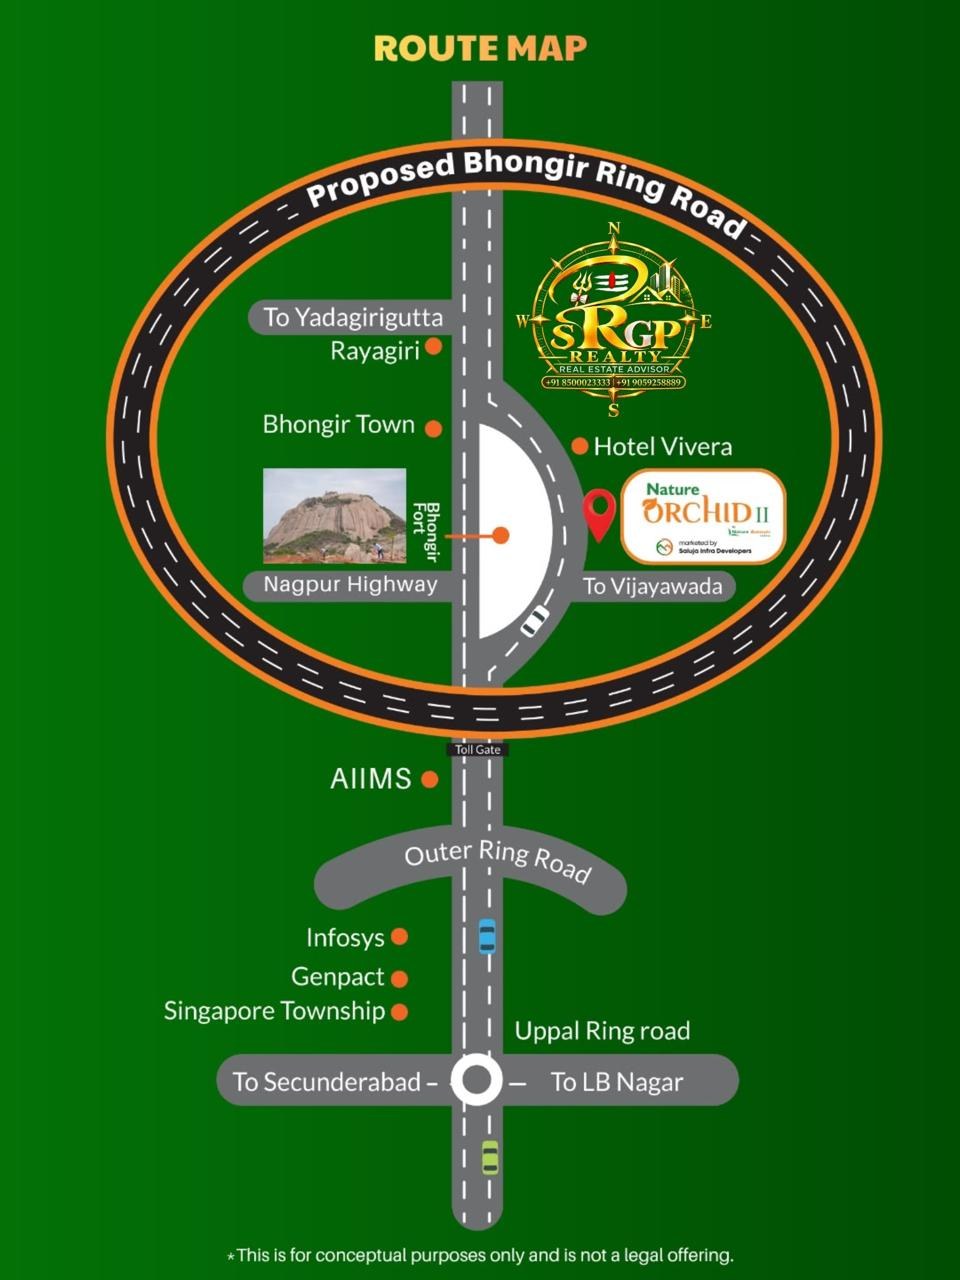 ROUTE MAP
Proposed Bhongir Ring Road
N
W
E
S
SRGP
REALTY
REAL ESTATE ADVISOR
+91 8500023333 | +91 9059258889
To Yadagirigutta
Rayagiri
Bhongir Town
Hotel Vivera
Bhongir
Fort
Nature
ORCHID II
marketed by
Saluja Infra Developers
Nagpur Highway
To Vijayawada
Toll Gate
AIIMS
Outer Ring Road
Infosys
Genpact
Singapore Township
Uppal Ring road
To Secunderabad
To LB Nagar
*This is for conceptual purposes only and is not a legal offering.